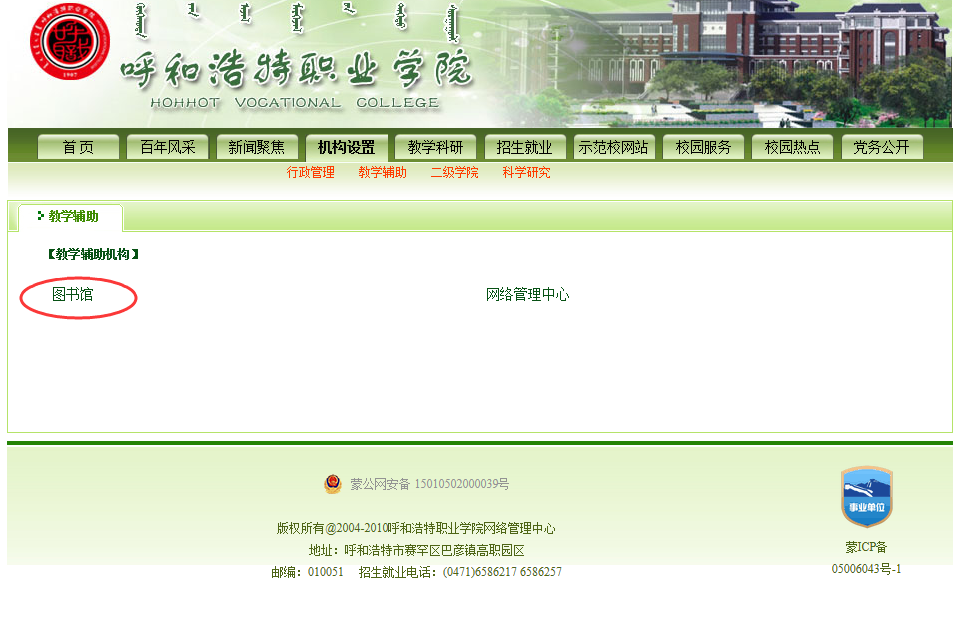 1907
呼和浩特职业学院
HOHHOT VOCATIONAL COLLEGE
首页 百年风采 新闻聚焦 机构设置 教学科研 招生就业 示范校网站 校园服务 校园热点 党务公开
行政管理 教学辅助 二级学院 科学研究
教学辅助
【教学辅助机构】
图书馆 网络管理中心
蒙公网安备 15010502000039号
版权所有@2004-2010呼和浩特职业学院网络管理中心
地址：呼和浩特市赛罕区巴彦镇高职园区
邮编：010051 招生就业电话：(0471)6586217 6586257
事业单位
蒙ICP备
05006043号-1